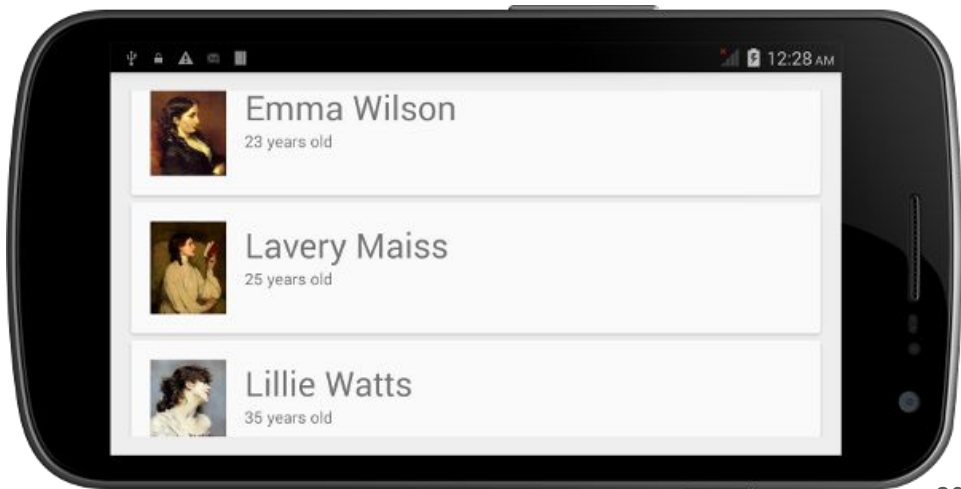 12:28 AM
Emma Wilson
23 years old
Lavery Maiss
25 years old
Lillie Watts
35 years old